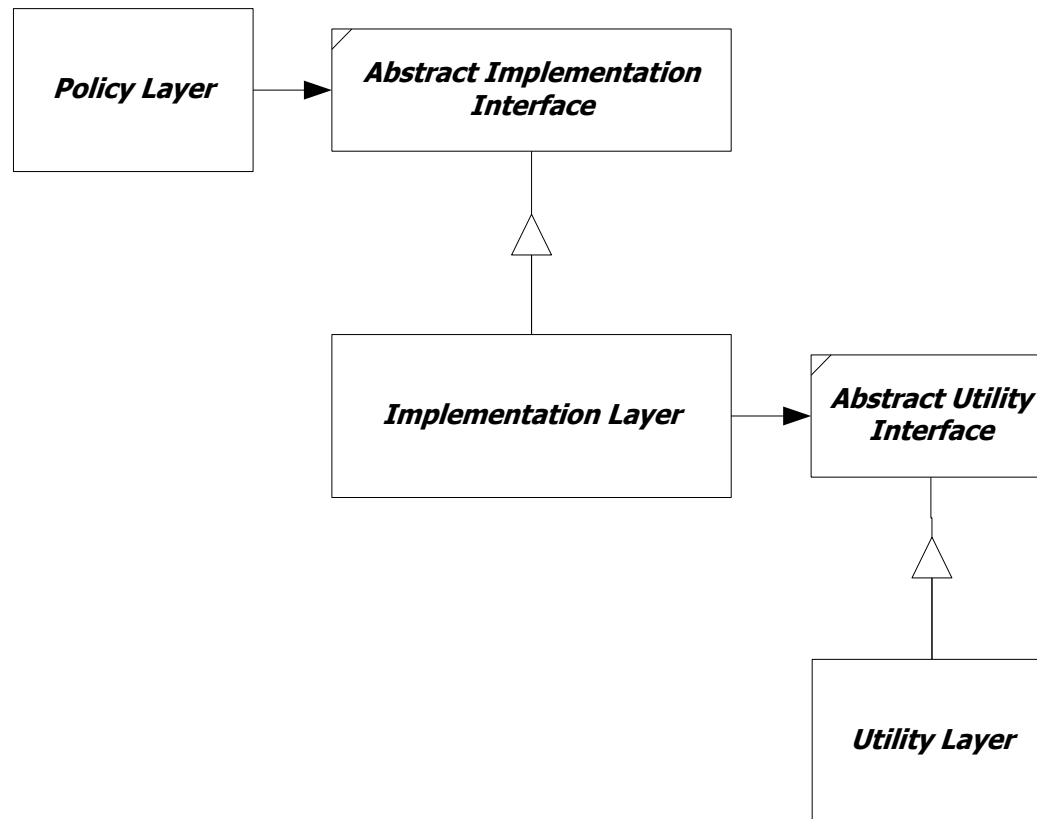 Policy Layer
Abstract Implementation
Interface
Implementation Layer
Abstract Utility
Interface
Utility Layer